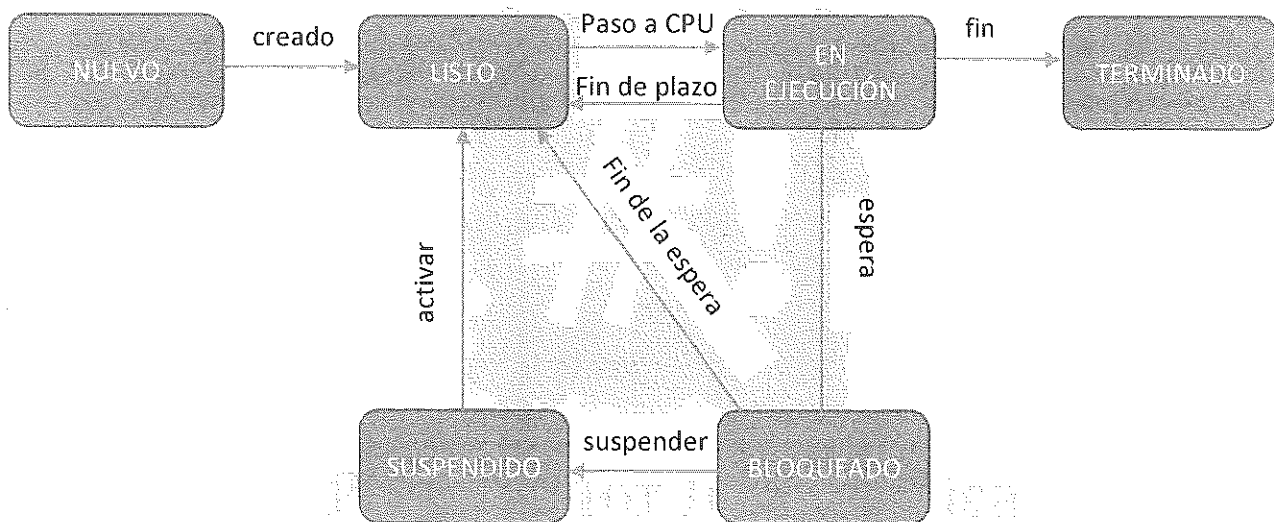 NUEVO
creado
LISTO
Paso a CPU
Fin de plazo
EN
EJECUCIÓN
fin
TERMINADO
activar
Fin de la espera
espera
SUSPENDIDO
suspender
BLOQUEADO